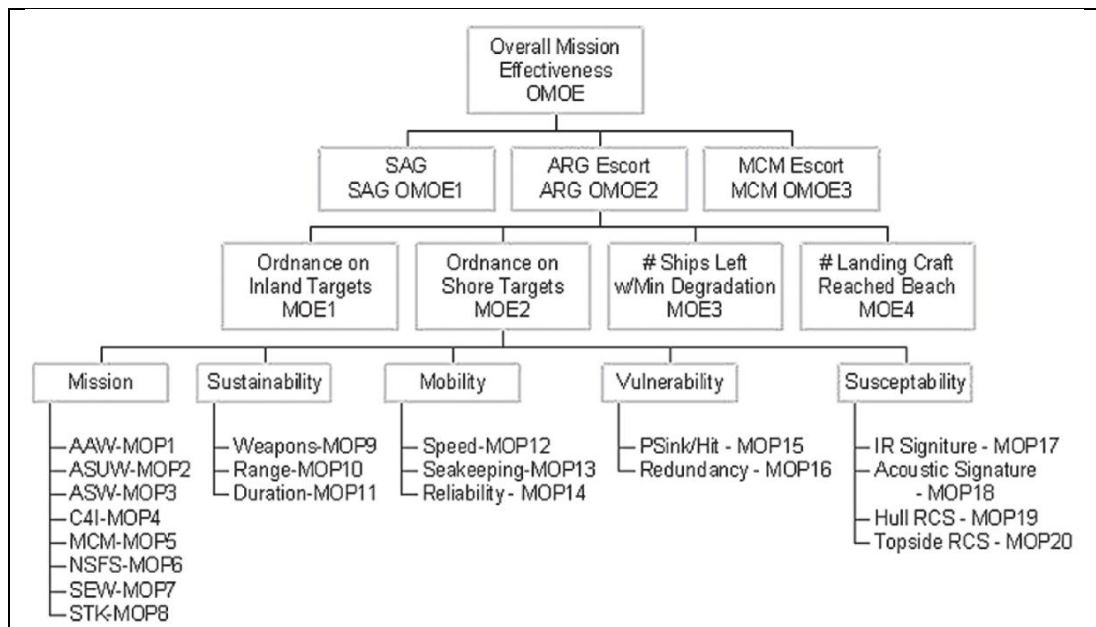 Overall Mission
Effectiveness
OMOE
SAG
SAG OMOE1
ARG Escort
ARG OMOE2
MCM Escort
MCM OMOE3
Ordnance on
Inland Targets
MOE1
Ordnance on
Shore Targets
MOE2
# Ships Left
w/Min Degradation
MOE3
# Landing Craft
Reached Beach
MOE4
Mission
AAW-MOP1
ASUW-MOP2
ASW-MOP3
C4I-MOP4
MCM-MOP5
NSFS-MOP6
SEW-MOP7
STK-MOP8
Sustainability
Weapons-MOP9
Range-MOP10
Duration-MOP11
Mobility
Speed-MOP12
Seakeeping-MOP13
Reliability - MOP14
Vulnerability
PSink/Hit - MOP15
Redundancy - MOP16
Susceptability
IR Signiture - MOP17
Acoustic Signature
- MOP18
Hull RCS - MOP19
Topside RCS - MOP20